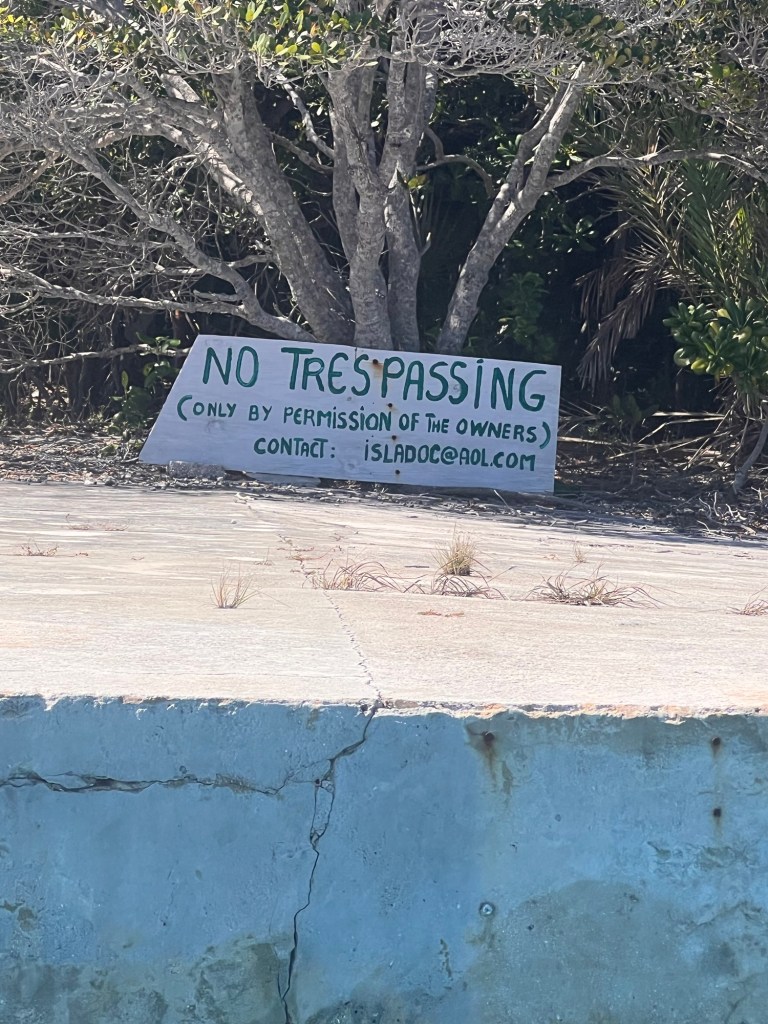 NO TRESPASSING
(ONLY BY PERMISSION OF THE OWNERS)
CONTACT: ISLADOC@AOL.COM